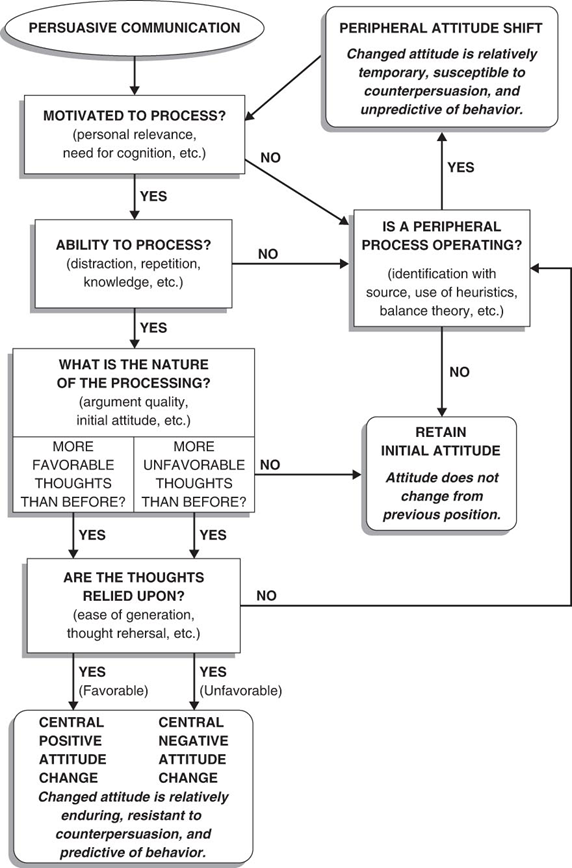 PERSUASIVE COMMUNICATION
PERIPHERAL ATTITUDE SHIFT
Changed attitude is relatively
temporary, susceptible to
counterpersuasion, and
unpredictive of behavior.
MOTIVATED TO PROCESS?
(personal relevance,
need for cognition, etc.)
NO
YES
YES
ABILITY TO PROCESS?
(distraction, repetition,
knowledge, etc.)
NO
IS A PERIPHERAL
PROCESS OPERATING?
(identification with
source, use of heuristics,
balance theory, etc.)
YES
NO
WHAT IS THE NATURE
OF THE PROCESSING?
(argument quality,
initial attitude, etc.)
MORE
FAVORABLE
THOUGHTS
THAN BEFORE?
MORE
UNFAVORABLE
THOUGHTS
THAN BEFORE?
NO
RETAIN
INITIAL ATTITUDE
Attitude does not
change from
previous position.
YES
YES
ARE THE THOUGHTS
RELIED UPON?
(ease of generation,
thought rehersal, etc.)
NO
YES
(Favorable)
YES
(Unfavorable)
CENTRAL
POSITIVE
ATTITUDE
CHANGE
CENTRAL
NEGATIVE
ATTITUDE
CHANGE
Changed attitude is relatively
enduring, resistant to
counterpersuasion, and
predictive of behavior.